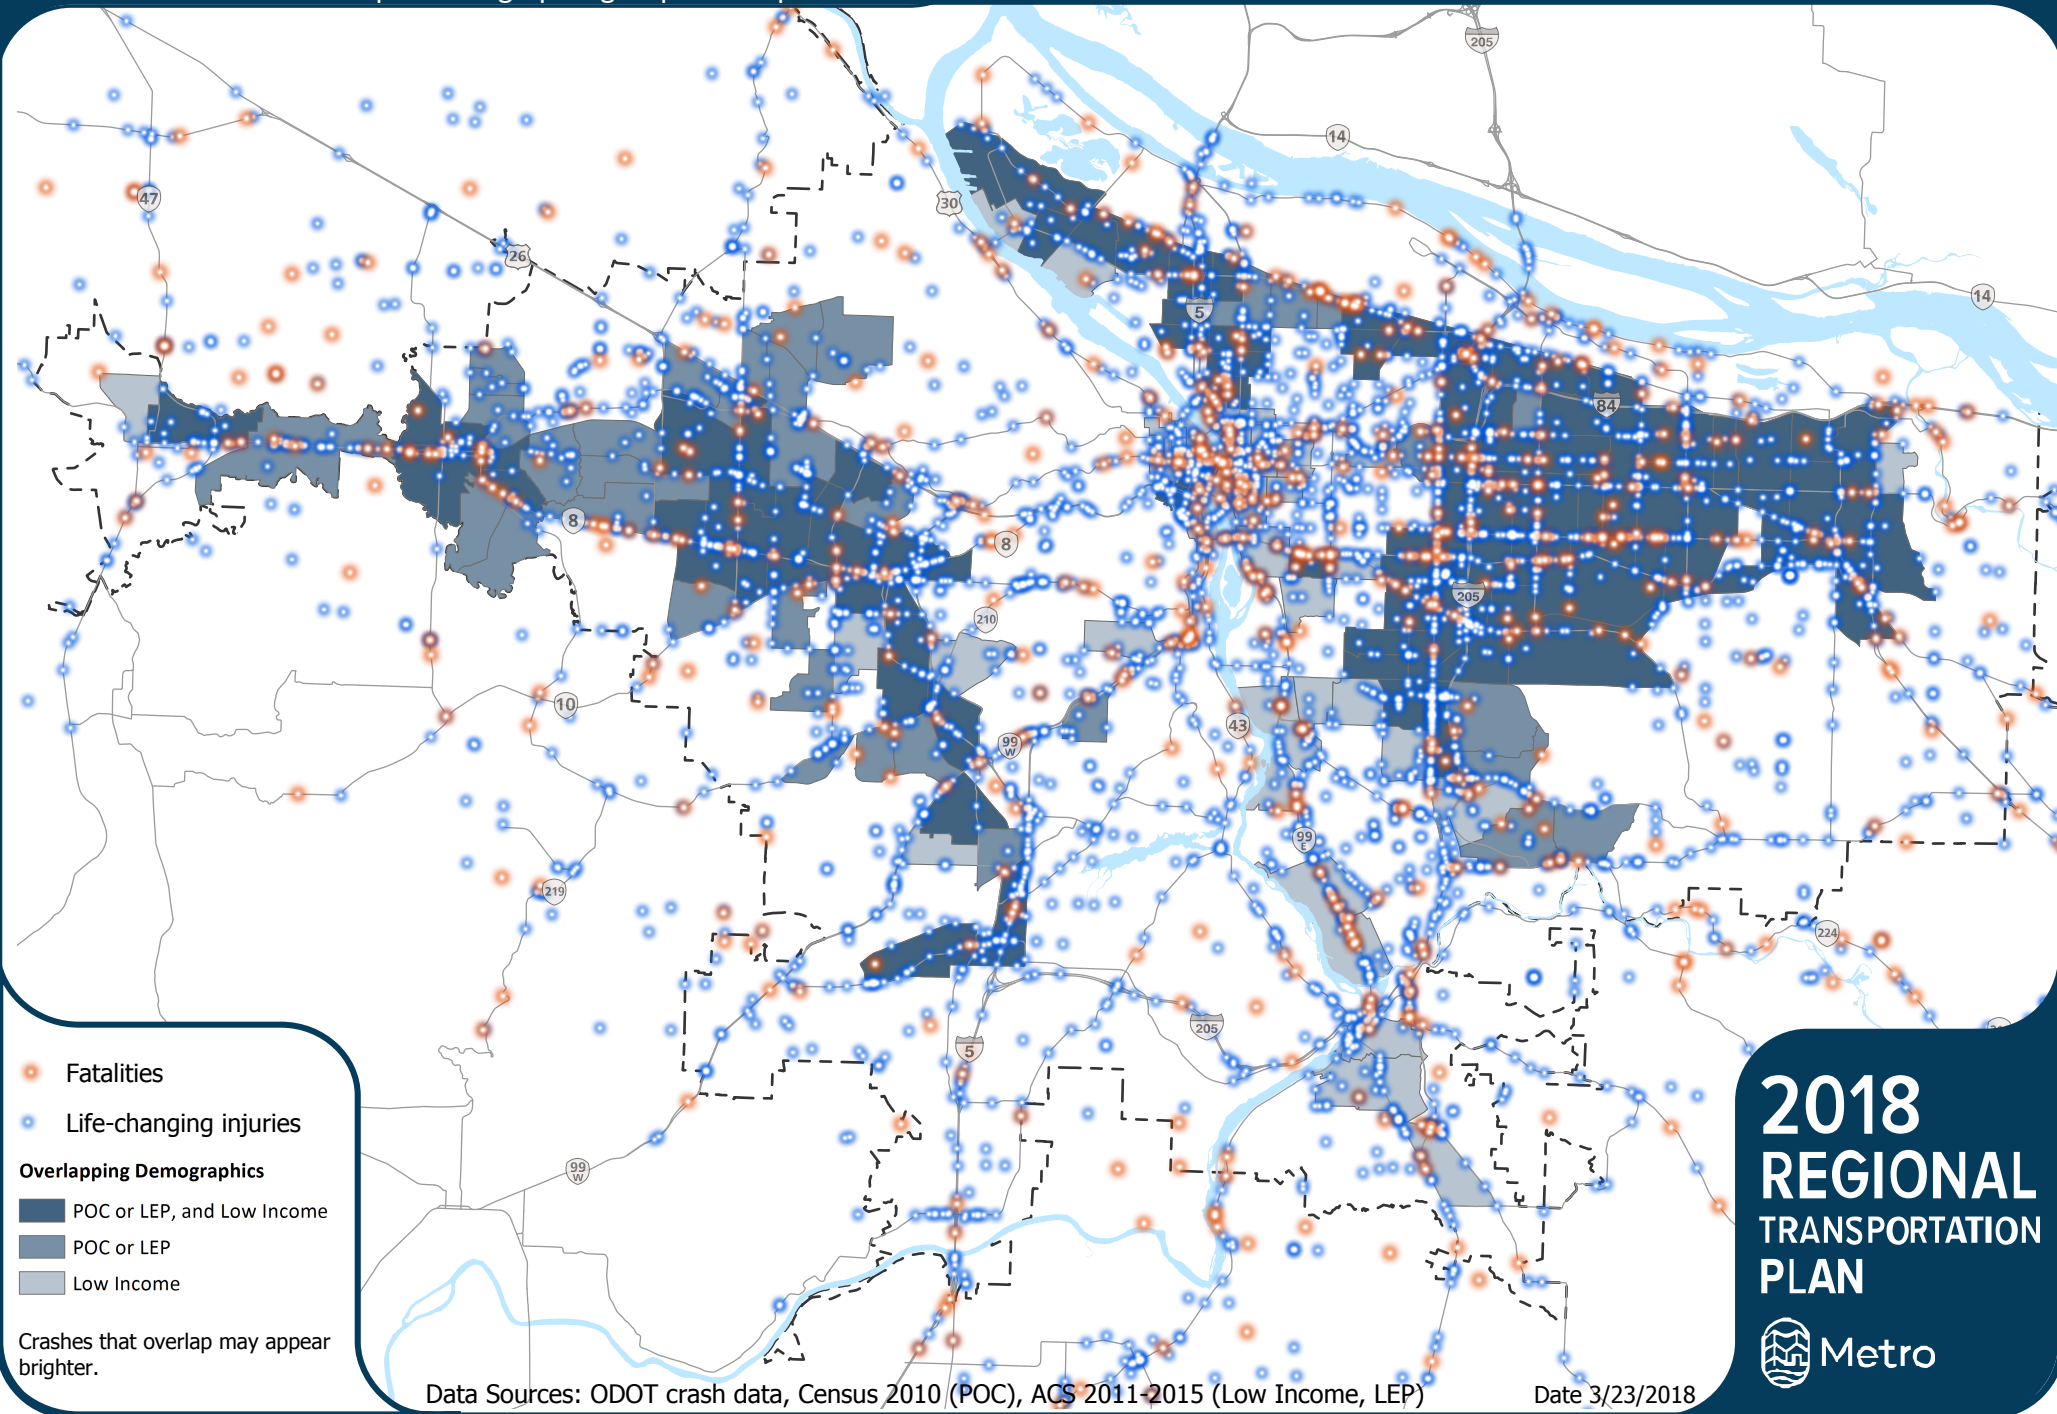 205
14
47
30
26
14
5
84
8
8
205
210
10
43
99
W
99
E
219
224
205
5
99
W
Fatalities
Life-changing injuries
Overlapping Demographics
POC or LEP, and Low Income
POC or LEP
Low Income
Crashes that overlap may appear
brighter.
2018
REGIONAL
TRANSPORTATION
PLAN
Metro
Data Sources: ODOT crash data, Census 2010 (POC), ACS 2011-2015 (Low Income, LEP)
Date 3/23/2018